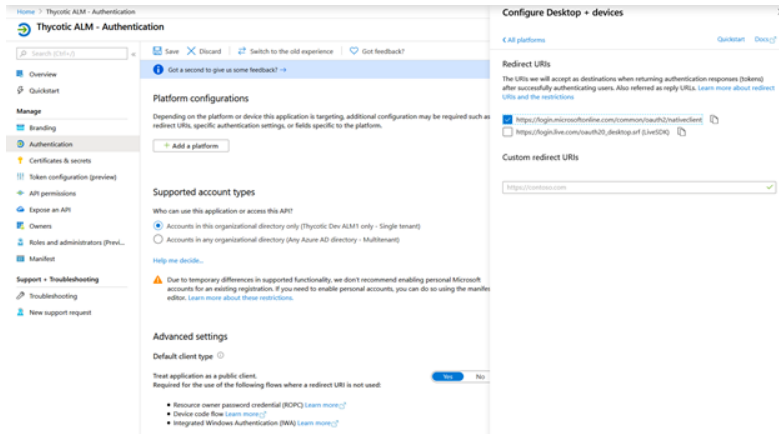 Home > Thycotic ALM - Authentication
Thycotic ALM - Authentication
Search (Ctrl+/)
Overview
Quickstart
Manage
Branding
Authentication
Certificates & secrets
Token configuration (preview)
API permissions
Expose an API
Owners
Roles and administrators (Previ...
Manifest
Support + Troubleshooting
Troubleshooting
New support request
Save
Discard
Switch to the old experience
Got feedback?
Got a second to give us some feedback? →
Platform configurations
Depending on the platform or device this application is targeting, additional configuration may be required such as
redirect URIs, specific authentication settings, or fields specific to the platform.
+ Add a platform
Supported account types
Who can use this application or access this API?
Accounts in this organizational directory only (Thycotic Dev ALM1 only - Single tenant)
Accounts in any organizational directory (Any Azure AD directory - Multitenant)
Help me decide...
Due to temporary differences in supported functionality, we don't recommend enabling personal Microsoft
accounts for an existing registration. If you need to enable personal accounts, you can do so using the manifes
editor. Learn more about these restrictions.
Advanced settings
Default client type
Treat application as a public client.
Required for the use of the following flows where a redirect URI is not used:
Yes No
• Resource owner password credential (ROPC) Learn more
• Device code flow Learn more
• Integrated Windows Authentication (IWA) Learn more
Configure Desktop + devices
< All platforms
Quickstart Docs
Redirect URIs
The URIs we will accept as destinations when returning authentication responses (tokens)
after successfully authenticating users. Also referred as reply URLs. Learn more about redirect
URIs and the restrictions
https://login.microsoftonline.com/common/oauth2/nativeclient
https://login.live.com/oauth20_desktop.srf (LiveSDK)
Custom redirect URIs
https://contoso.com